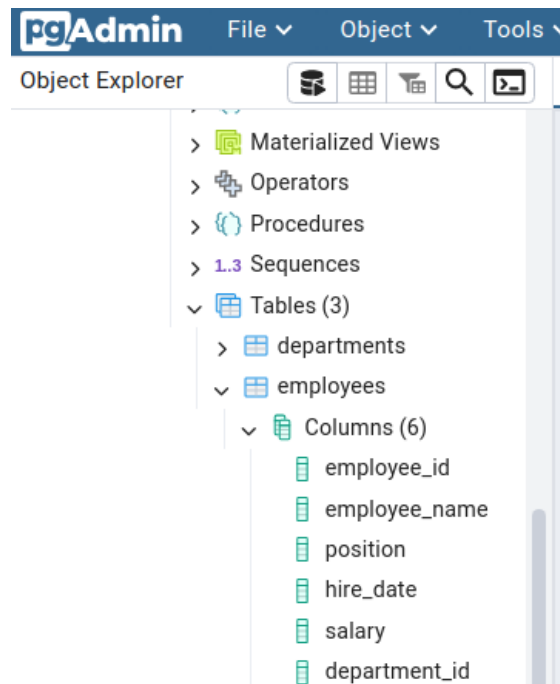 pgAdmin File Object Tools
Object Explorer
Materialized Views
Operators
Procedures
1..3 Sequences
Tables (3)
departments
employees
Columns (6)
employee_id
employee_name
position
hire_date
salary
department_id